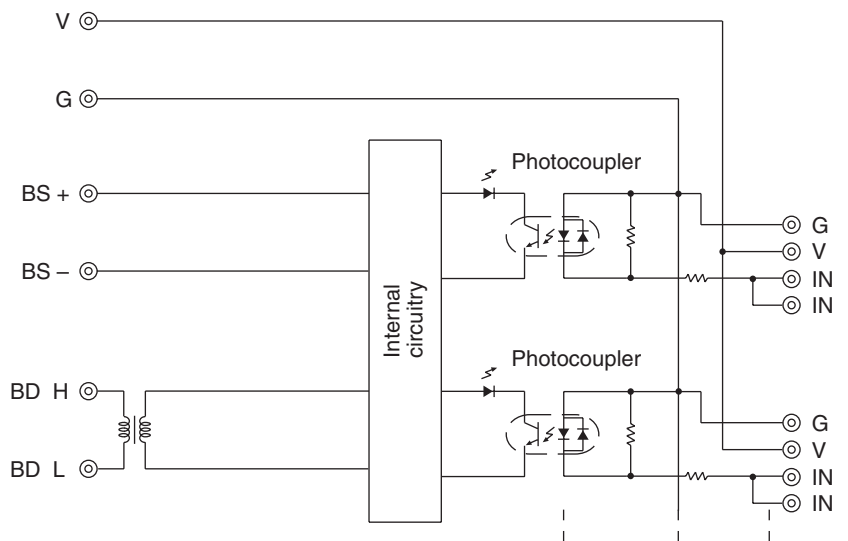 V
G
BS +
BS –
BD H
BD L
Internal circuitry
Photocoupler
G
V
IN
IN
Photocoupler
G
V
IN
IN